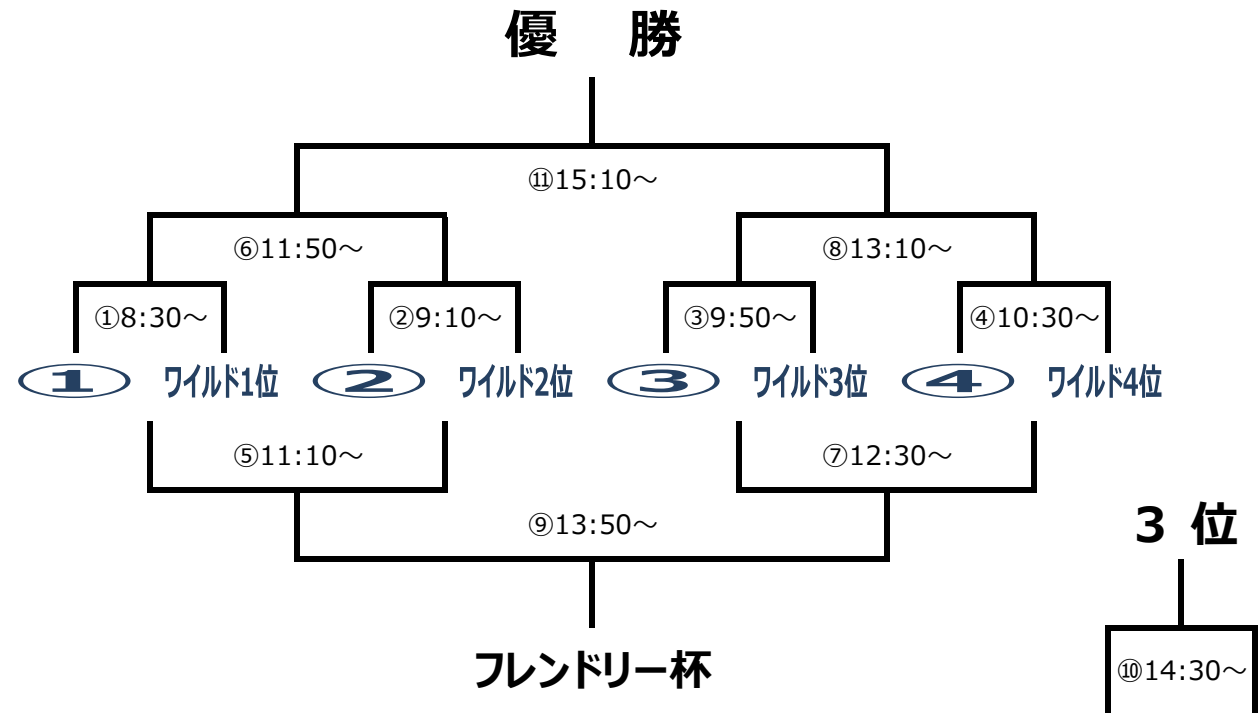 優 勝
⑪15:10～
⑥11:50～ ⑧13:10～
①8:30～ ②9:10～ ③9:50～ ④10:30～
1 ワイルド1位 2 ワイルド2位 3 ワイルド3位 4 ワイルド4位
⑤11:10～ ⑦12:30～
⑨13:50～
3 位
フレンドリー杯
⑩14:30～